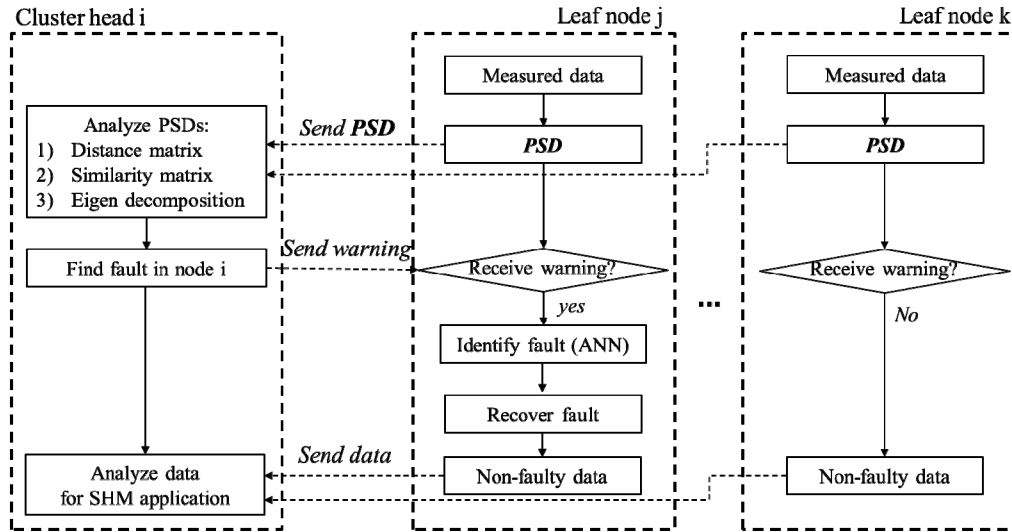 Cluster head i
Analyze PSDs:
1) Distance matrix
2) Similarity matrix
3) Eigen decomposition
Find fault in node i
Analyze data
for SHM application
Send PSD
Send warning
Send data
Leaf node j
Measured data
PSD
Receive warning?
yes
Identify fault (ANN)
Recover fault
Non-faulty data
...
Leaf node k
Measured data
PSD
Receive warning?
No
Non-faulty data